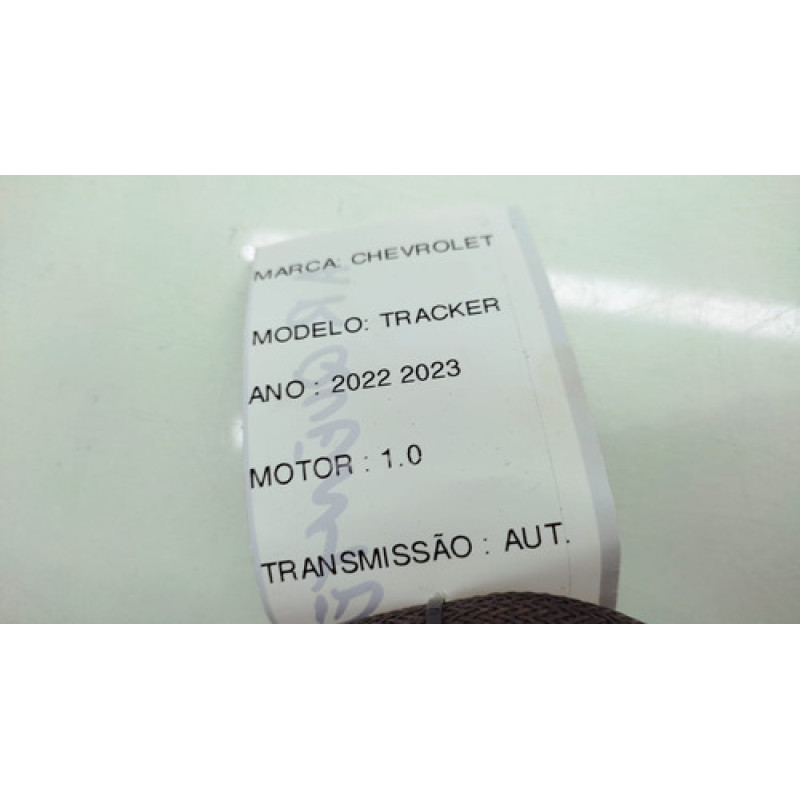 MARCA: CHEVROLET
MODELO: TRACKER
ANO : 2022 2023
MOTOR : 1.0
TRANSMISSÃO : AUT.